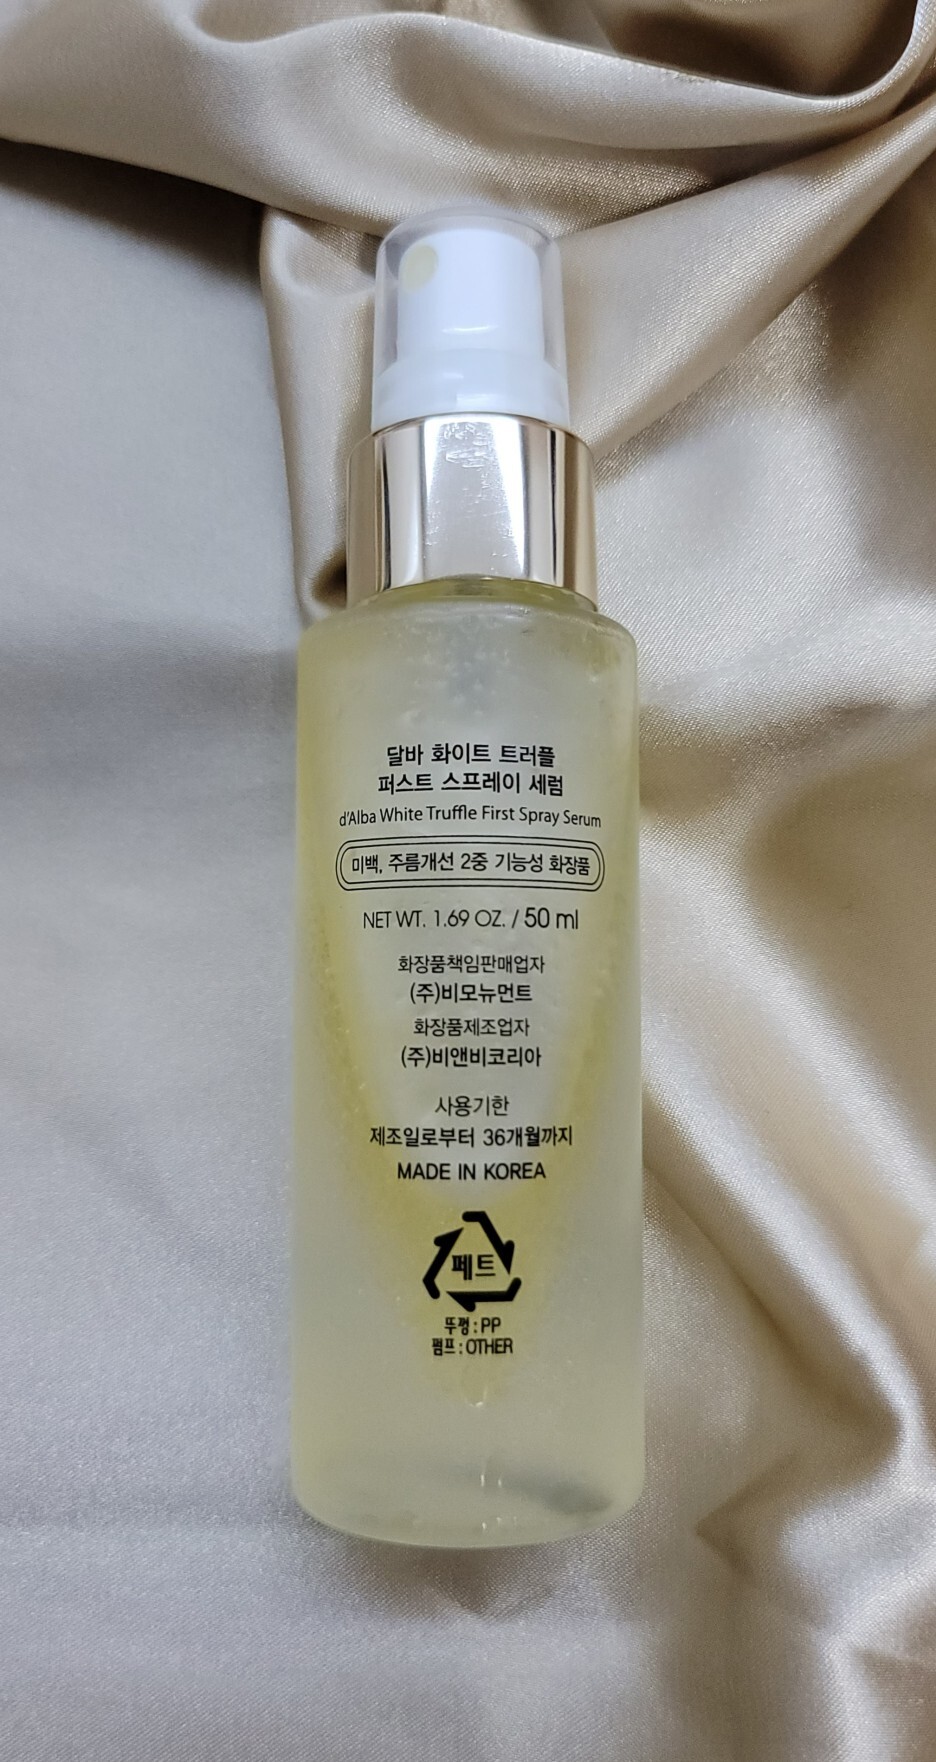 달바 화이트 트러플
퍼스트 스프레이 세럼
d'Alba White Truffle First Spray Serum
미백, 주름개선 2중 기능성 화장품
NET WT. 1.69 OZ. / 50 ml
화장품책임판매업자
(주)비모뉴먼트
화장품제조업자
(주)비앤비코리아
사용기한
제조일로부터 36개월까지
MADE IN KOREA
페트
뚜껑 : PP
펌프 : OTHER